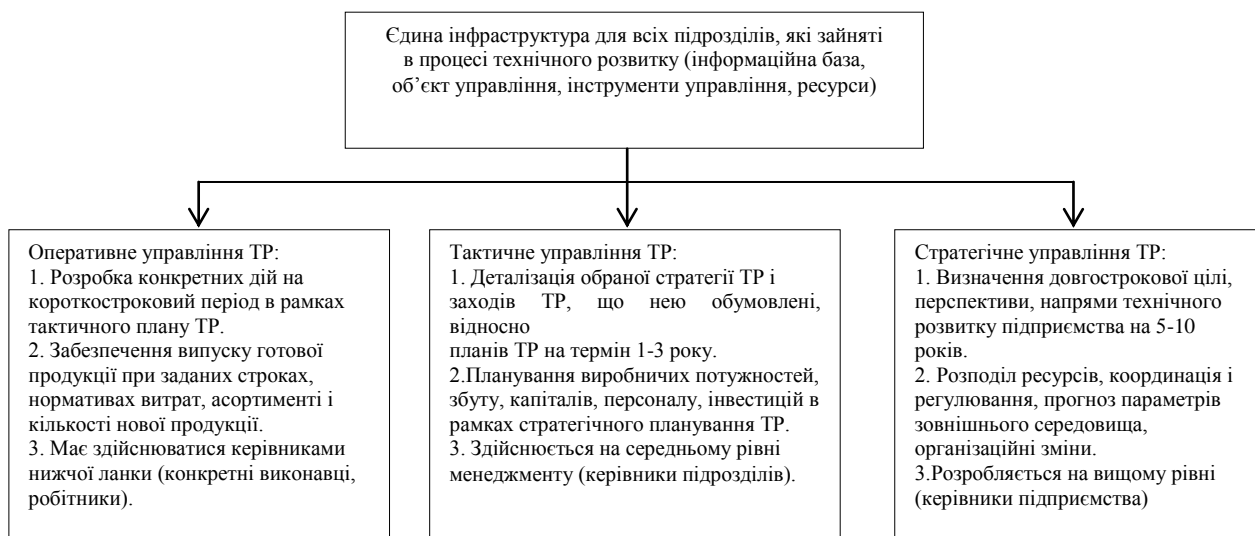 Єдина інфраструктура для всіх підрозділів, які зайняті
в процесі технічного розвитку (інформаційна база,
об’єкт управління, інструменти управління, ресурси)
Оперативне управління ТР:
1. Розробка конкретних дій на
короткостроковий період в рамках
тактичного плану ТР.
2. Забезпечення випуску готової
продукції при заданих строках,
нормативах витрат, асортименті і
кількості нової продукції.
3. Має здійснюватися керівниками
нижчої ланки (конкретні виконавці,
робітники).
Тактичне управління ТР:
1. Деталізація обраної стратегії ТР і
заходів ТР, що нею обумовлені,
відносно
планів ТР на термін 1-3 року.
2.Планування виробничих потужностей,
збуту, капіталів, персоналу, інвестицій в
рамках стратегічного планування ТР.
3. Здійснюється на середньому рівні
менеджменту (керівники підрозділів).
Стратегічне управління ТР:
1. Визначення довгострокової цілі,
перспективи, напрями технічного
розвитку підприємства на 5-10
років.
2. Розподіл ресурсів, координація і
регулювання, прогноз параметрів
зовнішнього середовища,
організаційні зміни.
3.Розробляється на вищому рівні
(керівники підприємства)